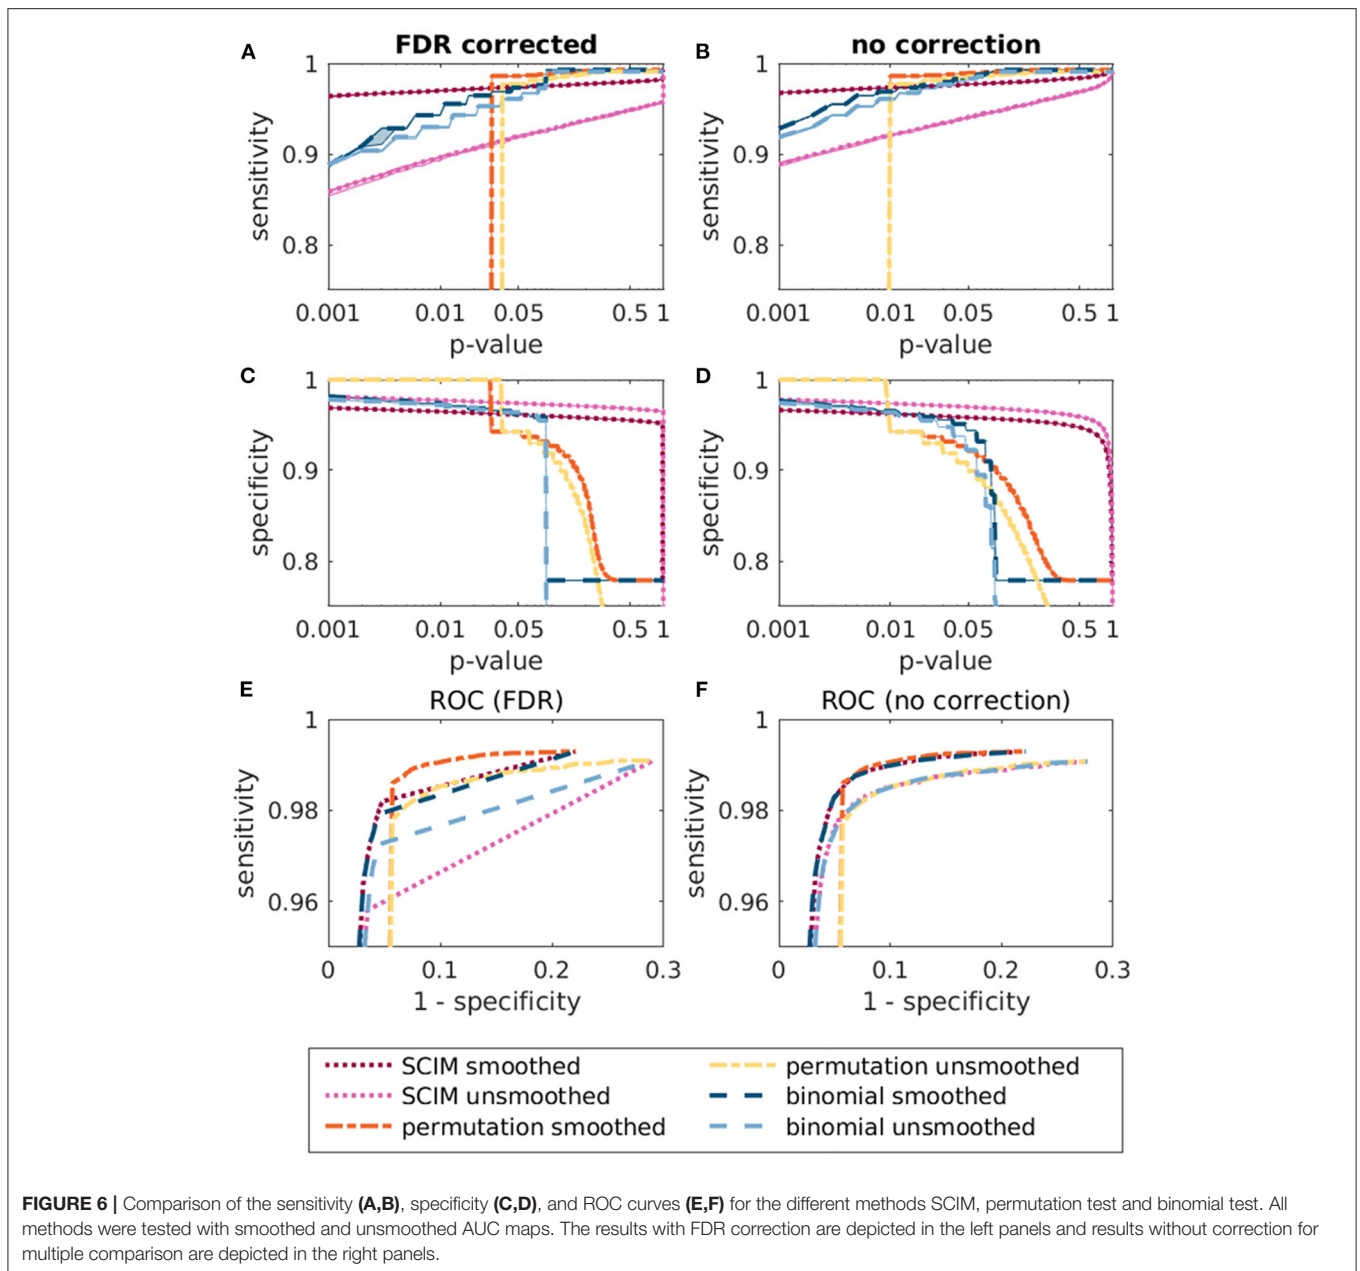 A
FDR corrected
B
no correction
1
0.9
0.8
sensitivity
0.001
0.01
0.05
0.5
1
p-value
1
0.9
0.8
sensitivity
0.001
0.01
0.05
0.5
1
p-value
C
1
0.9
0.8
specificity
0.001
0.01
0.05
0.5
1
p-value
D
1
0.9
0.8
specificity
0.001
0.01
0.05
0.5
1
p-value
E
ROC (FDR)
1
0.98
0.96
sensitivity
0
0.1
0.2
0.3
1 - specificity
F
ROC (no correction)
1
0.98
0.96
sensitivity
0
0.1
0.2
0.3
1 - specificity
SCIM smoothed
SCIM unsmoothed
permutation smoothed
permutation unsmoothed
binomial smoothed
binomial unsmoothed
FIGURE 6 | Comparison of the sensitivity (A,B), specificity (C,D), and ROC curves (E,F) for the different methods SCIM, permutation test and binomial test. All
methods were tested with smoothed and unsmoothed AUC maps. The results with FDR correction are depicted in the left panels and results without correction for
multiple comparison are depicted in the right panels.